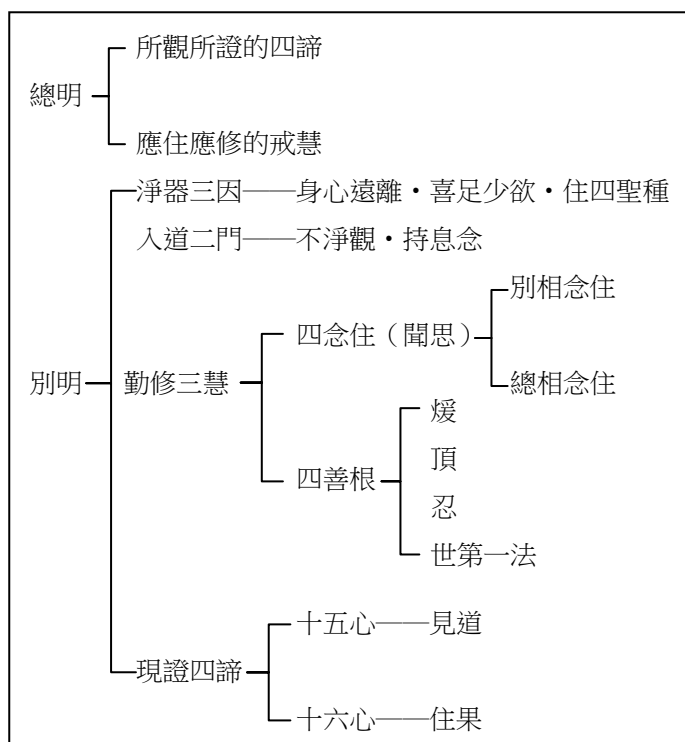 所觀所證的四諦
總明
應住應修的戒慧
淨器三因——身心遠離・喜足少欲・住四聖種
入道二門——不淨觀・持息念
別相念住
四念住（聞思）
別明 勤修三慧 總相念住
煖
頂
四善根
忍
世第一法
十五心——見道
現證四諦
十六心——住果